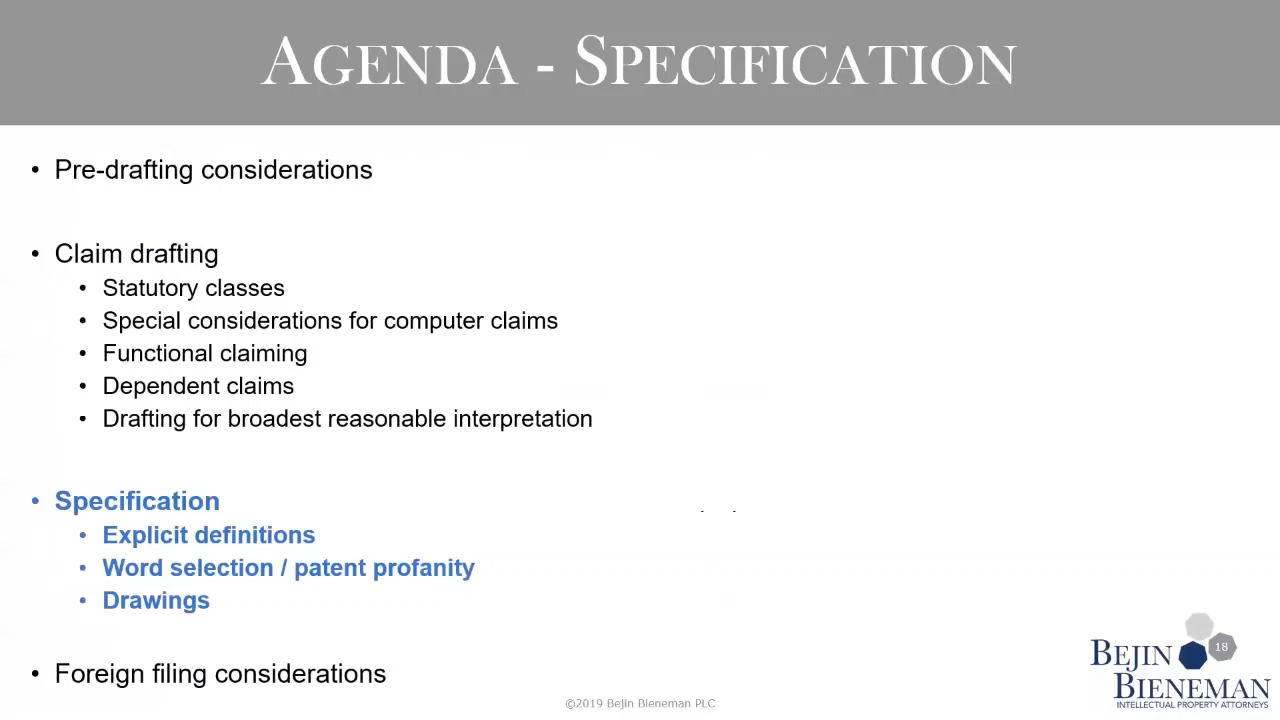 AGENDA - SPECIFICATION
• Pre-drafting considerations
• Claim drafting
• Statutory classes
• Special considerations for computer claims
• Functional claiming
• Dependent claims
• Drafting for broadest reasonable interpretation
• Specification
• Explicit definitions
• Word selection / patent profanity
• Drawings
• Foreign filing considerations
18
BEJIN
BIENEMAN
INTELLECTUAL PROPERTY ATTORNEYS
©2019 Bejin Bieneman PLC